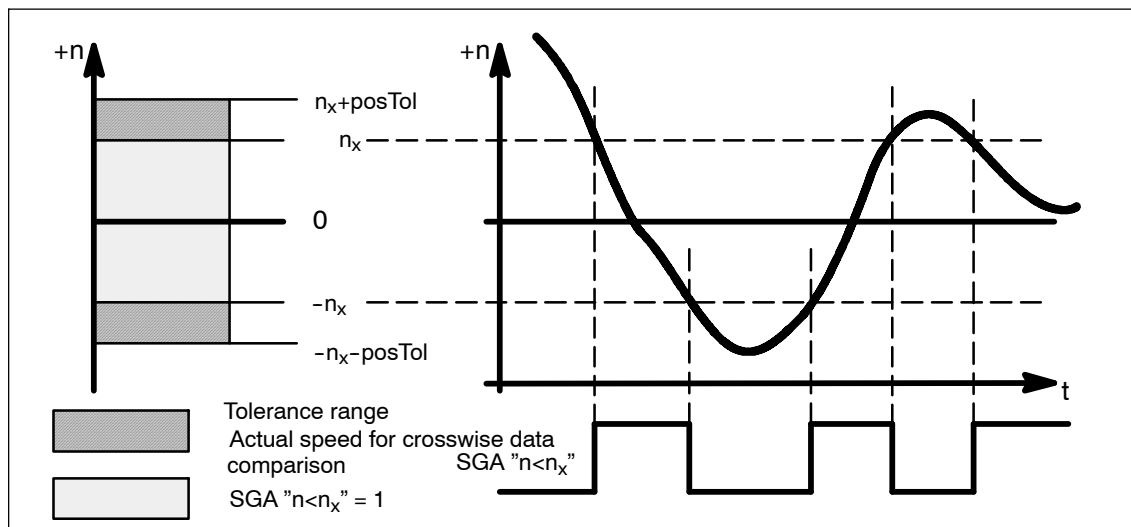 +n
n_x+posTol
n_x
0
−n_x
−n_x−posTol
+n
t
Tolerance range
Actual speed for crosswise data
comparison
SGA ”n<n_x” = 1
SGA ”n<n_x”